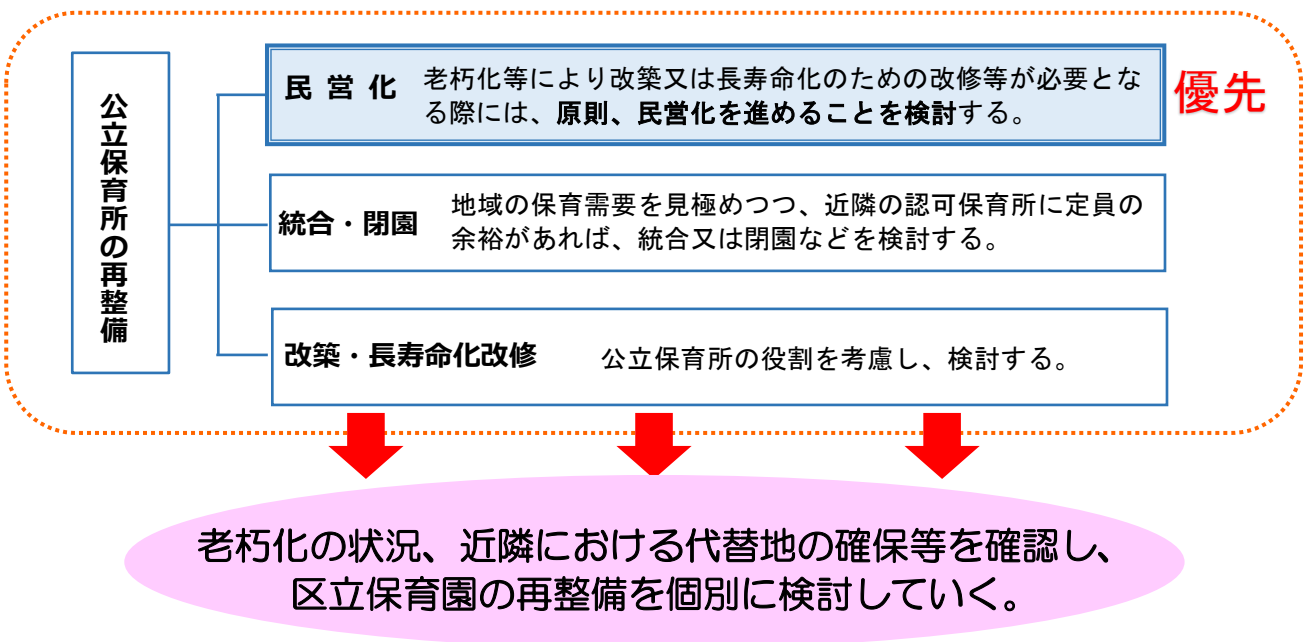 公立保育所の再整備
民営化 老朽化等により改築又は長寿命化のための改修等が必要とな
る際には、原則、民営化を進めることを検討する。
優先
統合・閉園 地域の保育需要を見極めつつ、近隣の認可保育所に定員の
余裕があれば、統合又は閉園などを検討する。
改築・長寿命化改修 公立保育所の役割を考慮し、検討する。
老朽化の状況、近隣における代替地の確保等を確認し、
区立保育園の再整備を個別に検討していく。